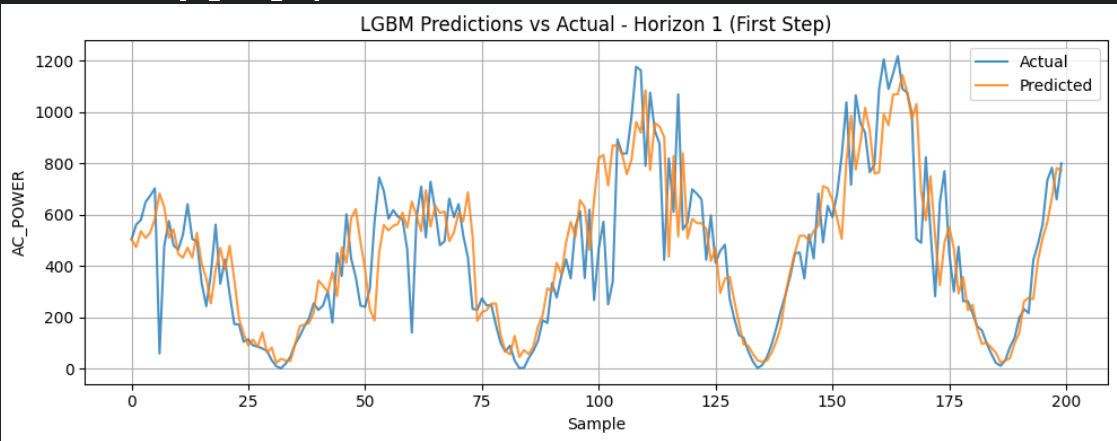 LGBM Predictions vs Actual - Horizon 1 (First Step)
Actual
Predicted
1200
1000
800
600
400
200
0
AC_POWER
0 25 50 75 100 125 150 175 200
Sample